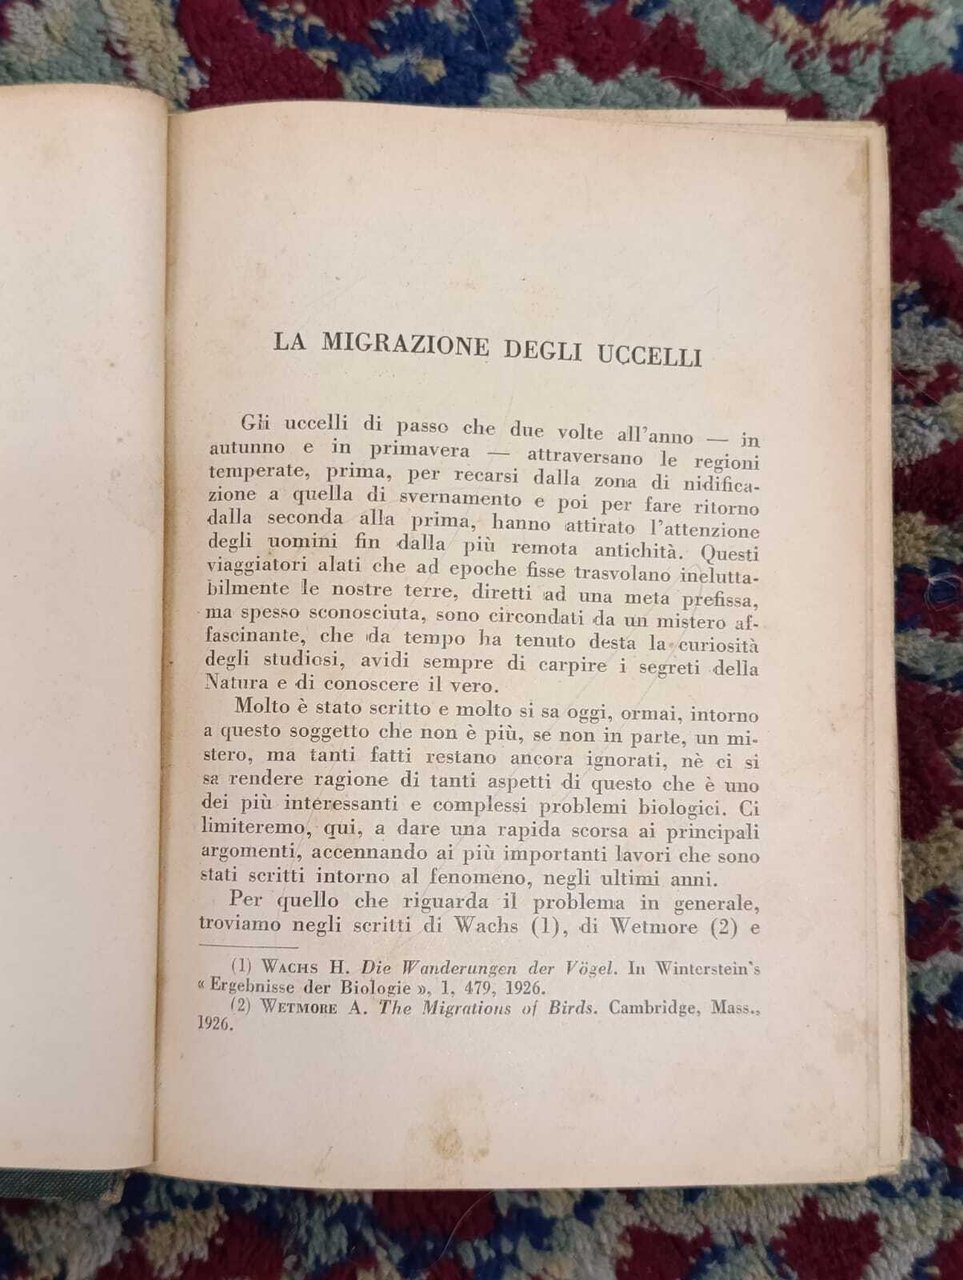 LA MIGRAZIONE DEGLI UCCELLI
Gli uccelli di passo che due volte all'anno — in
autunno e in primavera — attraversano le regioni
temperate, prima, per recarsi dalla zona di nidifica-
zione a quella di svernamento e poi per fare ritorno
dalla seconda alla prima, hanno attirato l'attenzione
degli uomini fin dalla più remota antichità. Questi
viaggiatori alati che ad epoche fisse trasvolano inelutta-
bilmente le nostre terre, diretti ad una meta prefissa,
ma spesso sconosciuta, sono circondati da un mistero af-
fascinante, che da tempo ha tenuto desta la curiosità
degli studiosi, avidi sempre di carpire i segreti della
Natura e di conoscere il vero.
Molto è stato scritto e molto si sa oggi, ormai, intorno
a questo soggetto che non è più, se non in parte, un mi-
stero, ma tanti fatti restano ancora ignorati, nè ci si
sa rendere ragione di tanti aspetti di questo che è uno
dei più interessanti e complessi problemi biologici. Ci
limiteremo, qui, a dare una rapida scorsa ai principali
argomenti, accennando ai più importanti lavori che sono
stati scritti intorno al fenomeno, negli ultimi anni.
Per quello che riguarda il problema in generale,
troviamo negli scritti di Wachs (1), di Wetmore (2) e
(1) WACHS H. Die Wanderungen der Vögel. In Winterstein's
« Ergebnisse der Biologie », 1, 479, 1926.
(2) WETMORE A. The Migrations of Birds. Cambridge, Mass.,
1926.